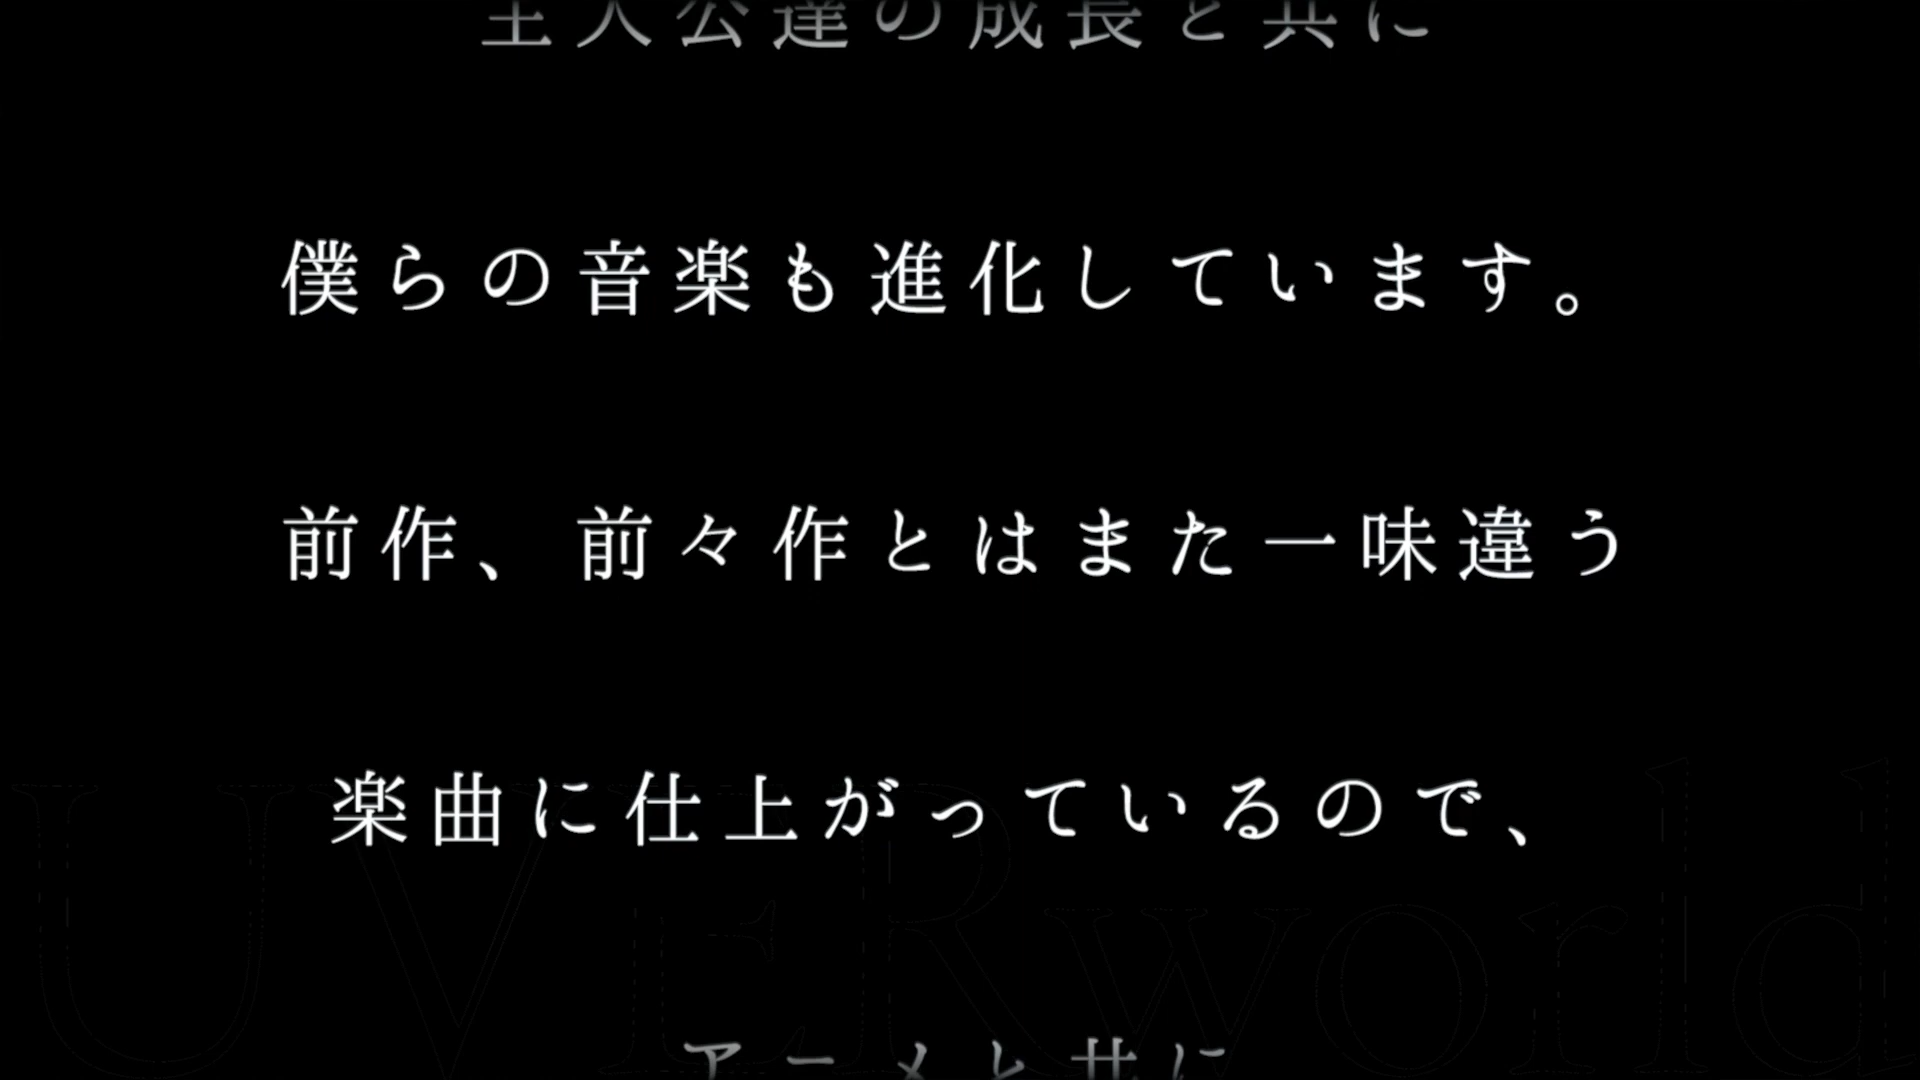 主人公達の成長と共に
僕らの音楽も進化しています。
前作、前々作とはまた一味違う
楽曲に仕上がっているので、
アニメと共に
UVERworld